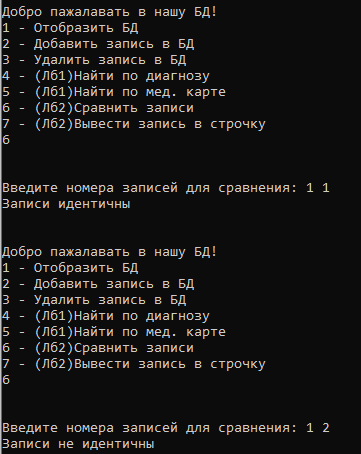 Добро пажалавать в нашу БД!
1 - Отобразить БД
2 - Добавить запись в БД
3 - Удалить запись в БД
4 - (Лб1)Найти по диагнозу
5 - (Лб1)Найти по мед. карте
6 - (Лб2)Сравнить записи
7 - (Лб2)Вывести запись в строчку
6
Введите номера записей для сравнения: 1 1
Записи идентичны
Добро пажалавать в нашу БД!
1 - Отобразить БД
2 - Добавить запись в БД
3 - Удалить запись в БД
4 - (Лб1)Найти по диагнозу
5 - (Лб1)Найти по мед. карте
6 - (Лб2)Сравнить записи
7 - (Лб2)Вывести запись в строчку
6
Введите номера записей для сравнения: 1 2
Записи не идентичны